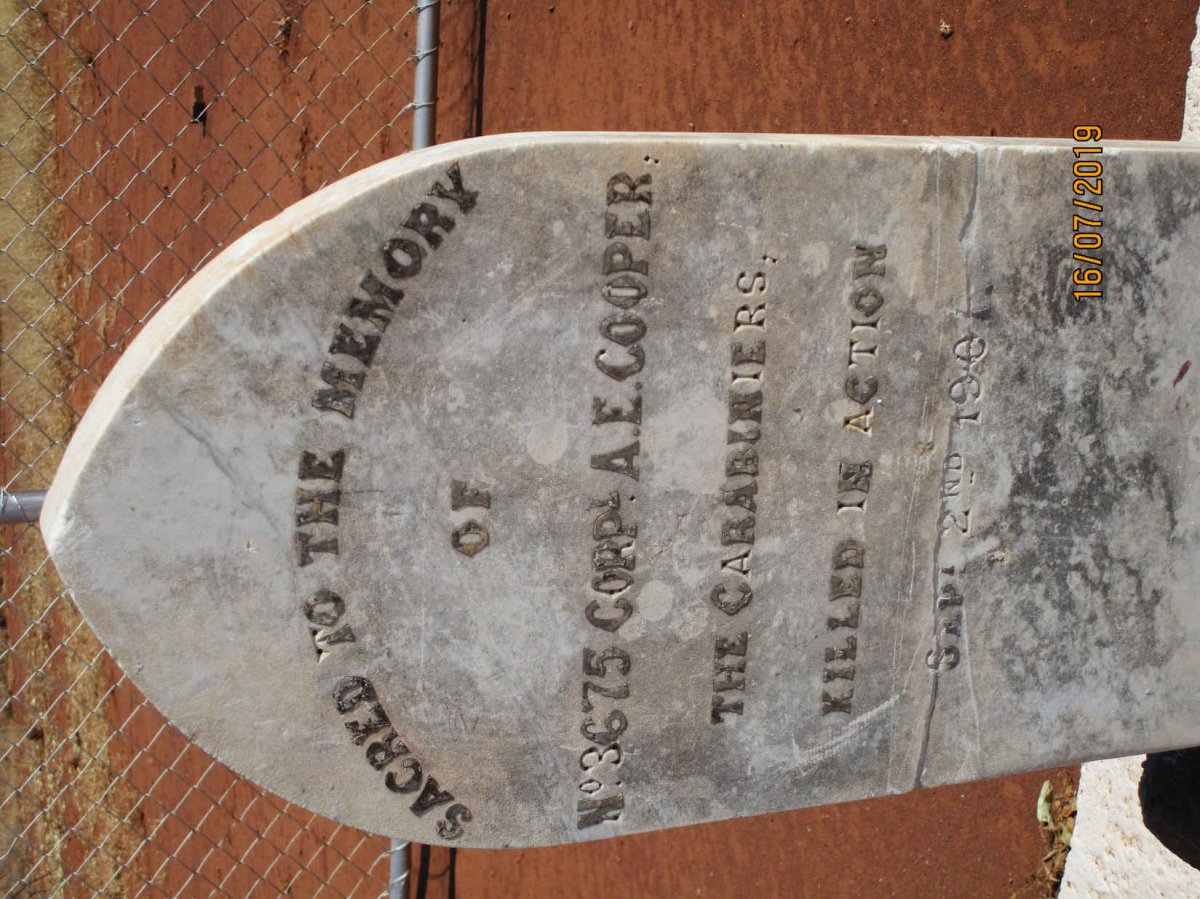 SACRED TO THE MEMORY
OF
No. 3675 CORPL A.E. COOPER,
THE CARABINIERS,
KILLED IN ACTION
SEPT 2ND 1901
16/07/2019